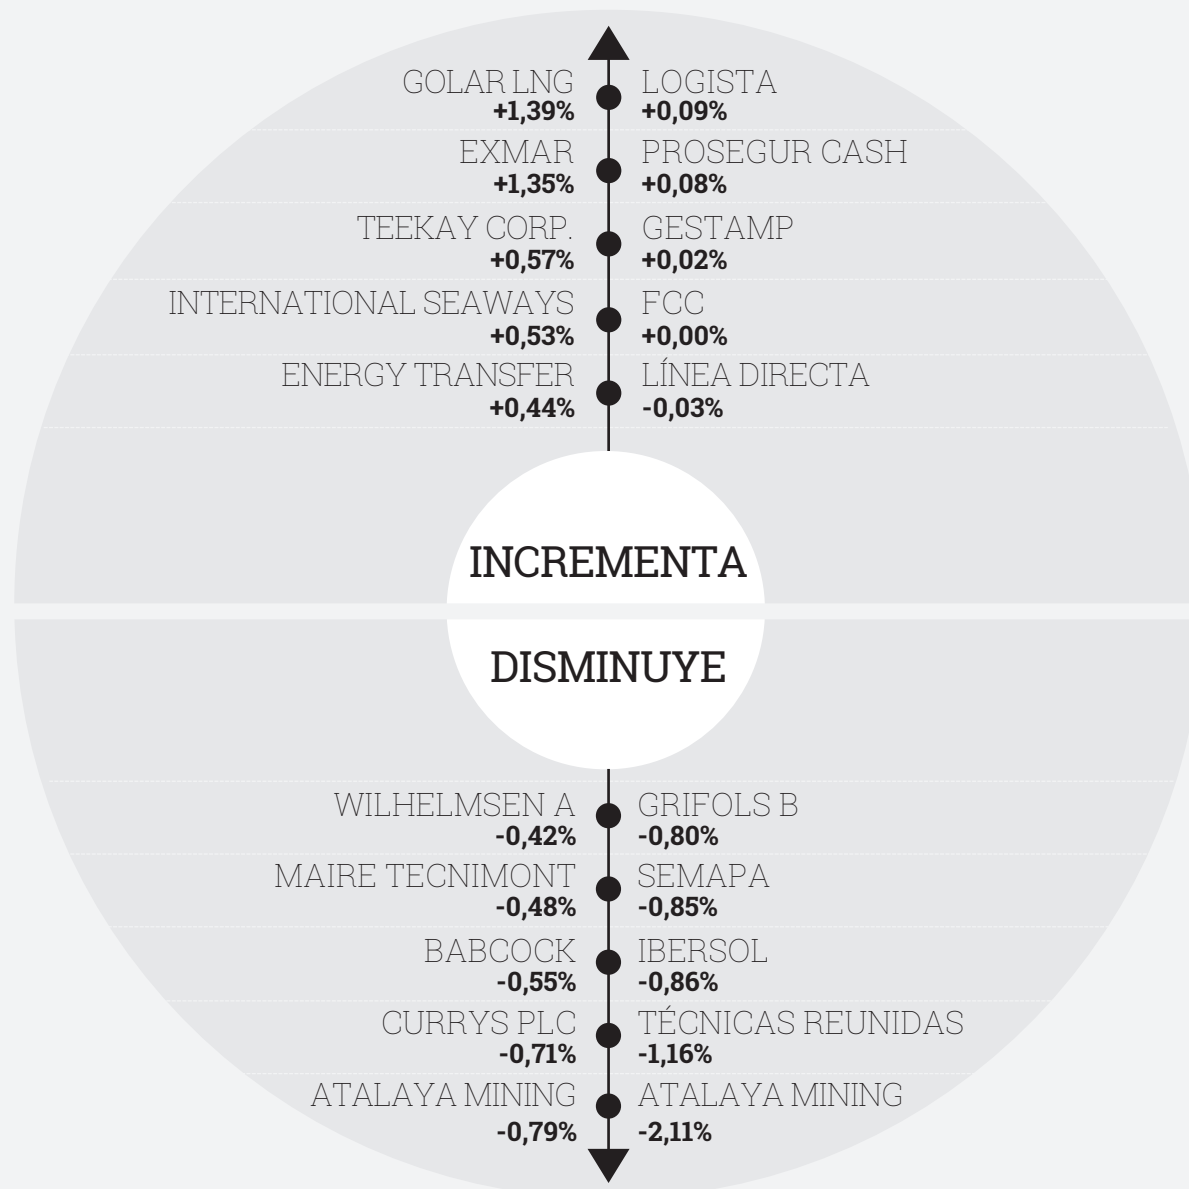 GOLAR LNG
+1,39%
LOGISTA
+0,09%
EXMAR
+1,35%
PROSEGUR CASH
+0,08%
TEEKAY CORP.
+0,57%
GESTAMP
+0,02%
INTERNATIONAL SEAWAYS
+0,53%
FCC
+0,00%
ENERGY TRANSFER
+0,44%
LÍNEA DIRECTA
-0,03%
INCREMENTA
DISMINUYE
WILHELMSEN A
-0,42%
GRIFOLS B
-0,80%
MAIRE TECNIMONT
-0,48%
SEMAPA
-0,85%
BABCOCK
-0,55%
IBERSOL
-0,86%
CURRYS PLC
-0,71%
TÉCNICAS REUNIDAS
-1,16%
ATALAYA MINING
-0,79%
ATALAYA MINING
-2,11%